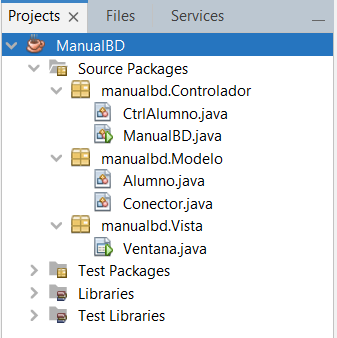 Projects Files Services
ManualBD
Source Packages
manualbd.Controlador
CtrlAlumno.java
ManualBD.java
manualbd.Modelo
Alumno.java
Conector.java
manualbd.Vista
Ventana.java
Test Packages
Libraries
Test Libraries